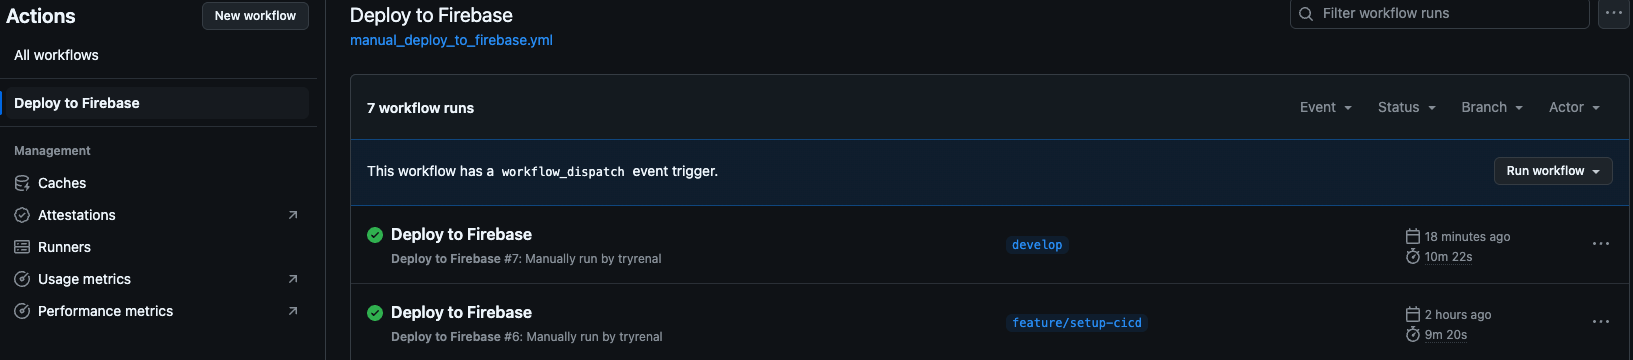 Actions
New workflow
All workflows
Deploy to Firebase
Management
Caches
Attestations
Runners
Usage metrics
Performance metrics
Deploy to Firebase
manual_deploy_to_firebase.yml
Filter workflow runs
7 workflow runs
Event
Status
Branch
Actor
This workflow has a workflow_dispatch event trigger.
Run workflow
Deploy to Firebase
Deploy to Firebase #7: Manually run by tryrenal
develop
18 minutes ago
10m 22s
Deploy to Firebase
Deploy to Firebase #6: Manually run by tryrenal
feature/setup-cicd
2 hours ago
9m 20s